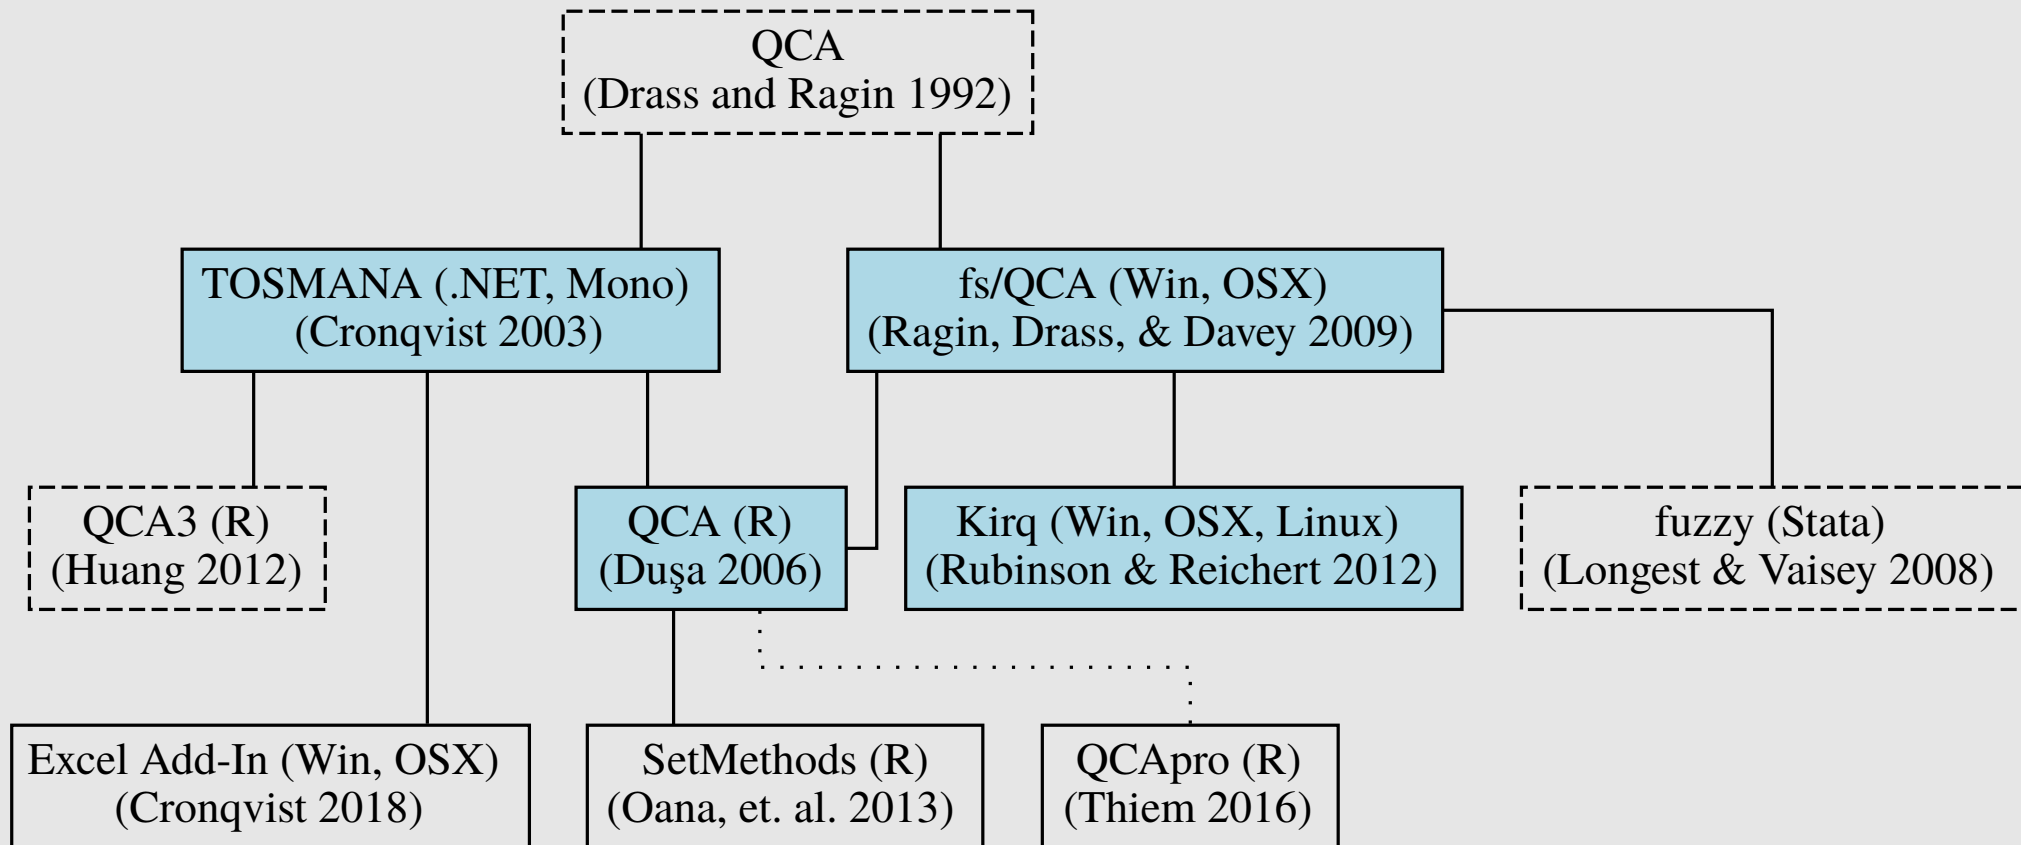 QCA
(Drass and Ragin 1992)
TOSMANA (.NET, Mono)
(Cronqvist 2003)
fs/QCA (Win, OSX)
(Ragin, Drass, & Davey 2009)
QCA3 (R)
(Huang 2012)
QCA (R)
(Duşa 2006)
Kirq (Win, OSX, Linux)
(Rubinson & Reichert 2012)
fuzzy (Stata)
(Longest & Vaisey 2008)
Excel Add-In (Win, OSX)
(Cronqvist 2018)
SetMethods (R)
(Oana, et. al. 2013)
QCApro (R)
(Thiem 2016)